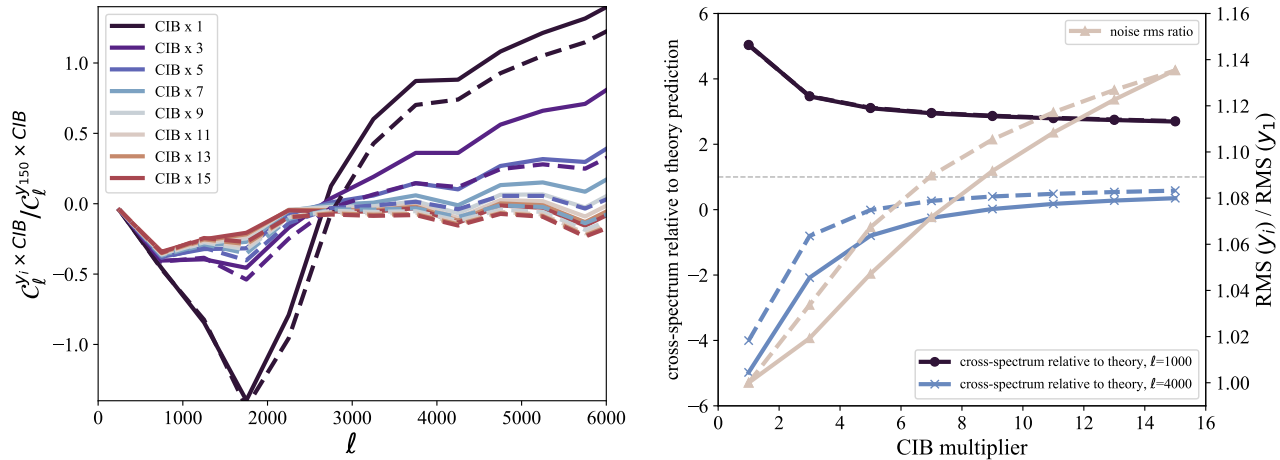 1.0
0.5
0.0
−0.5
−1.0
C_ℓ^{y_i × CIB}/C_ℓ^{y_150 × CIB}
CIB x 1
CIB x 3
CIB x 5
CIB x 7
CIB x 9
CIB x 11
CIB x 13
CIB x 15
0 1000 2000 3000 4000 5000 6000
ℓ
6
4
2
0
−2
−4
−6
cross-spectrum relative to theory prediction
noise rms ratio
cross-spectrum relative to theory, ℓ=1000
cross-spectrum relative to theory, ℓ=4000
0 2 4 6 8 10 12 14 16
CIB multiplier
1.16
1.14
1.12
1.10
1.08
1.06
1.04
1.02
1.00
RMS (y_i) / RMS (y_1)